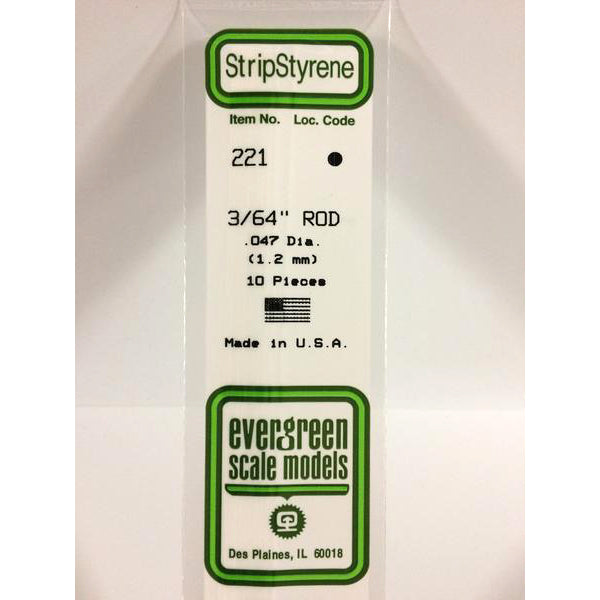 StripStyrene
Item No. Loc. Code
221
3/64" ROD
.047 Dia.
(1.2 mm)
10 Pieces
Made in U.S.A.
evergreen
scale models
Des Plaines, IL 60018